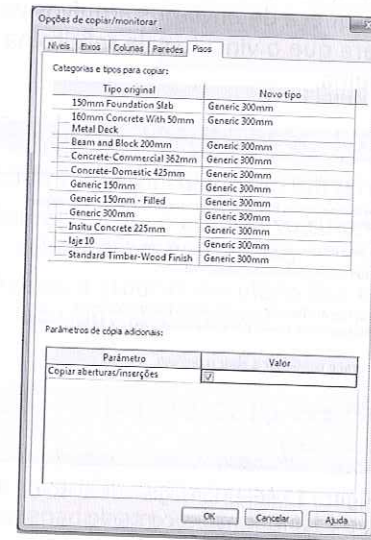 Opções de copiar/monitorar
Níveis Eixos Colunas Paredes Pisos
Categorias e tipos para copiar:
Tipo original Novo tipo
150mm Foundation Slab Generic 300mm
160mm Concrete With 50mm Generic 300mm
Metal Deck
Beam and Block 200mm Generic 300mm
Concrete-Commercial 362mm Generic 300mm
Concrete-Domestic 425mm Generic 300mm
Generic 150mm Generic 300mm
Generic 150mm - Filled Generic 300mm
Generic 300mm Generic 300mm
Insitu Concrete 225mm Generic 300mm
laje 10 Generic 300mm
Standard Timber-Wood Finish Generic 300mm
Parâmetros de cópia adicionais:
Parâmetro Valor
Copiar aberturas/inserções
OK Cancelar Ajuda